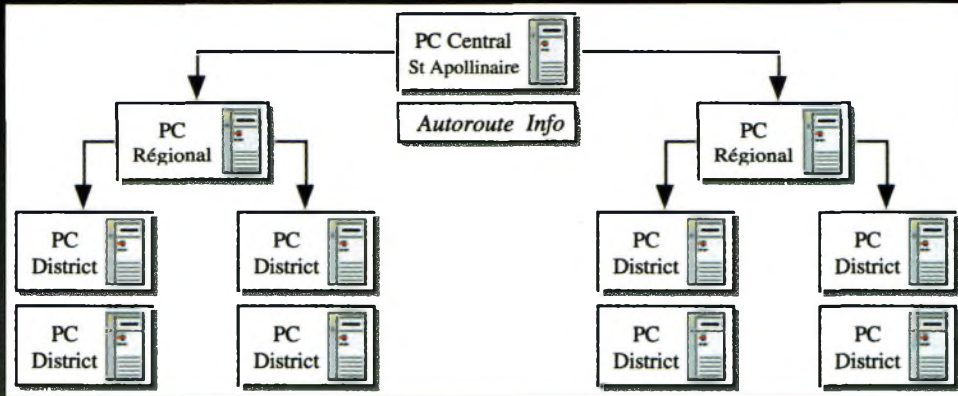 PC Central
St Apollinaire
Autoroute Info
PC
Régional
PC
Régional
PC
District
PC
District
PC
District
PC
District
PC
District
PC
District
PC
District
PC
District